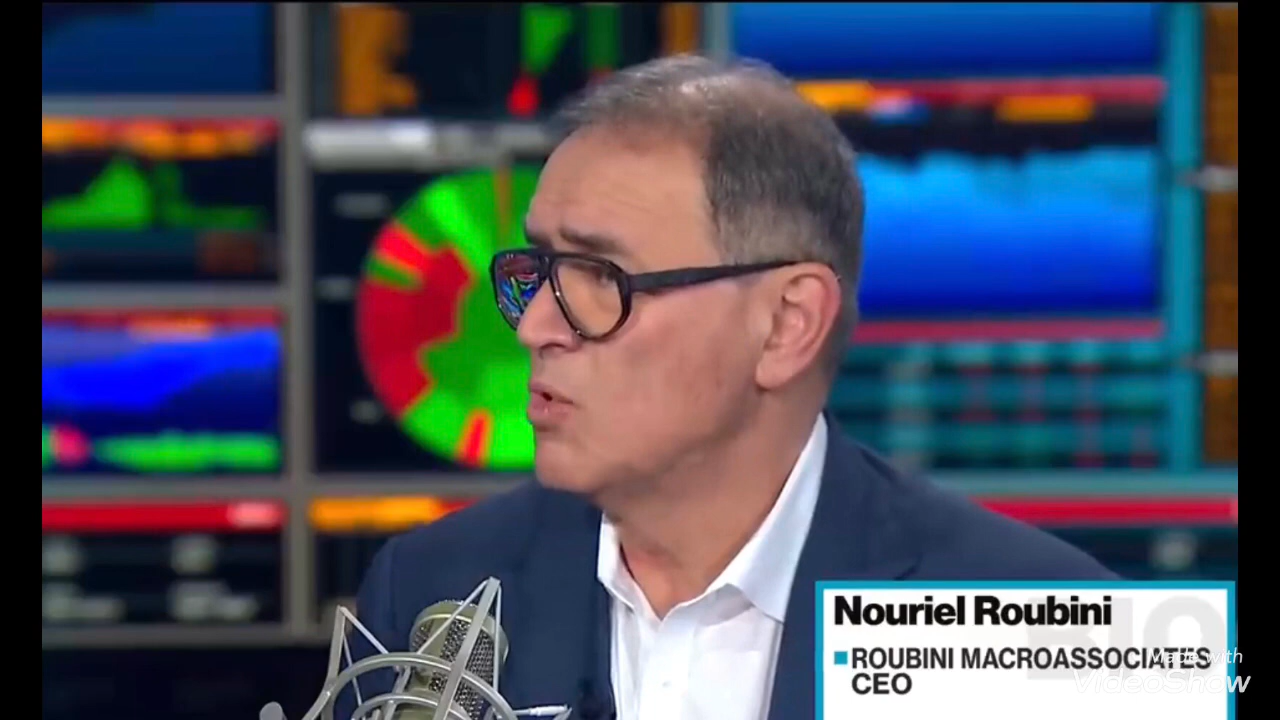 Nouriel Roubini
ROUBINI MACROASSOCIATES
CEO
Made with
VideoShow